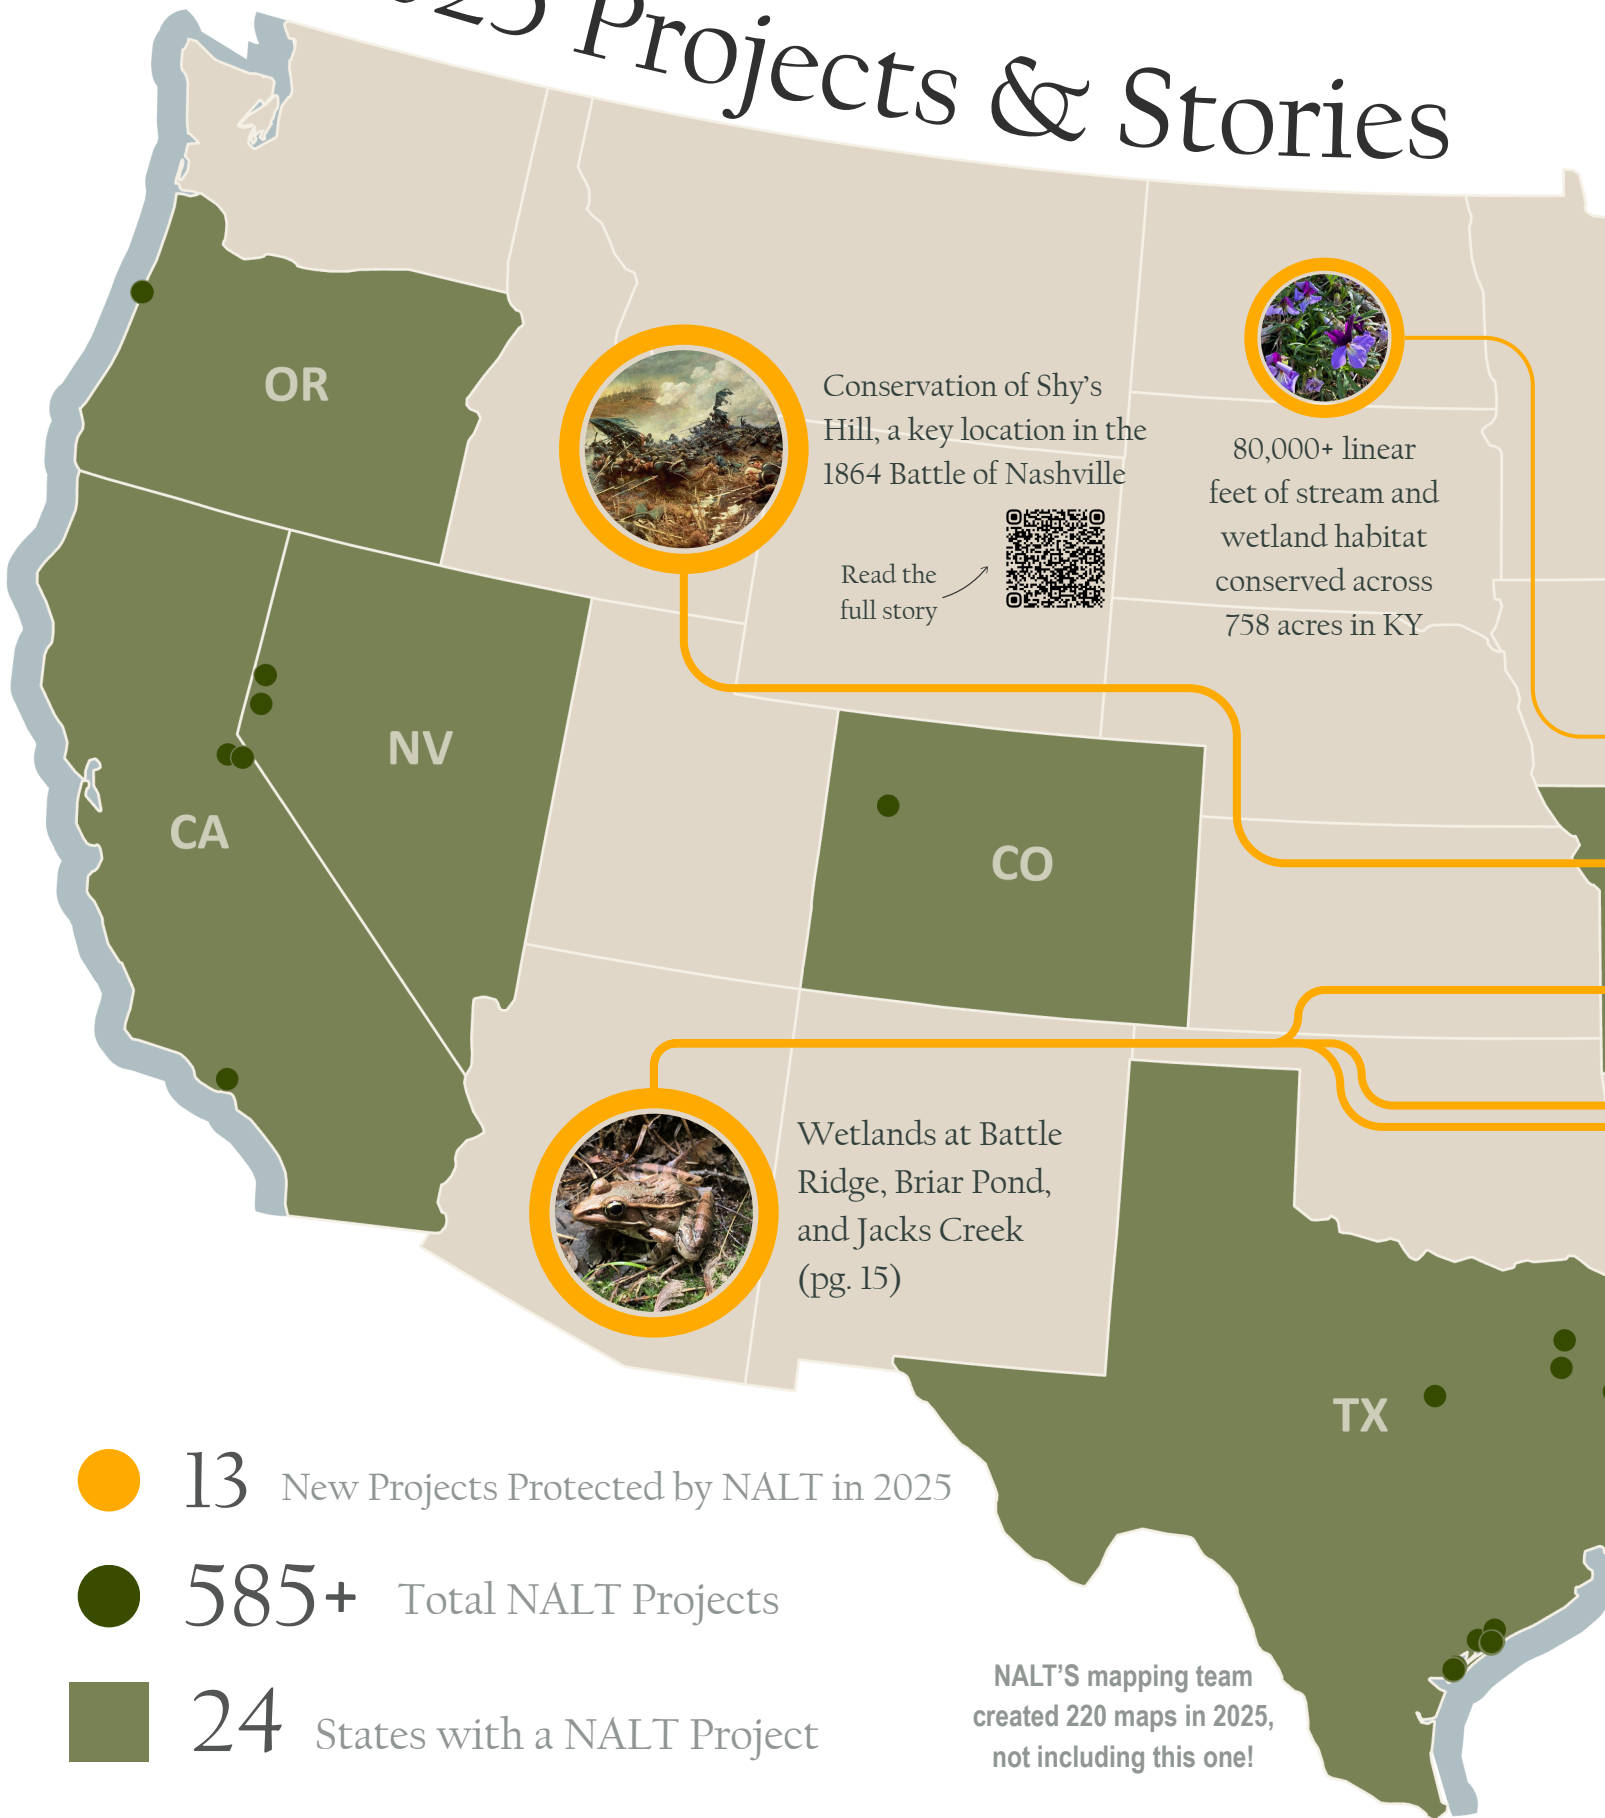 Projects & Stories
OR
Conservation of Shy's
Hill, a key location in the
1864 Battle of Nashville
Read the
full story
80,000+ linear
feet of stream and
wetland habitat
conserved across
758 acres in KY
NV
CA
CO
Wetlands at Battle
Ridge, Briar Pond,
and Jacks Creek
(pg. 15)
TX
13 New Projects Protected by NALT in 2025
585+ Total NALT Projects
24 States with a NALT Project
NALT'S mapping team
created 220 maps in 2025,
not including this one!